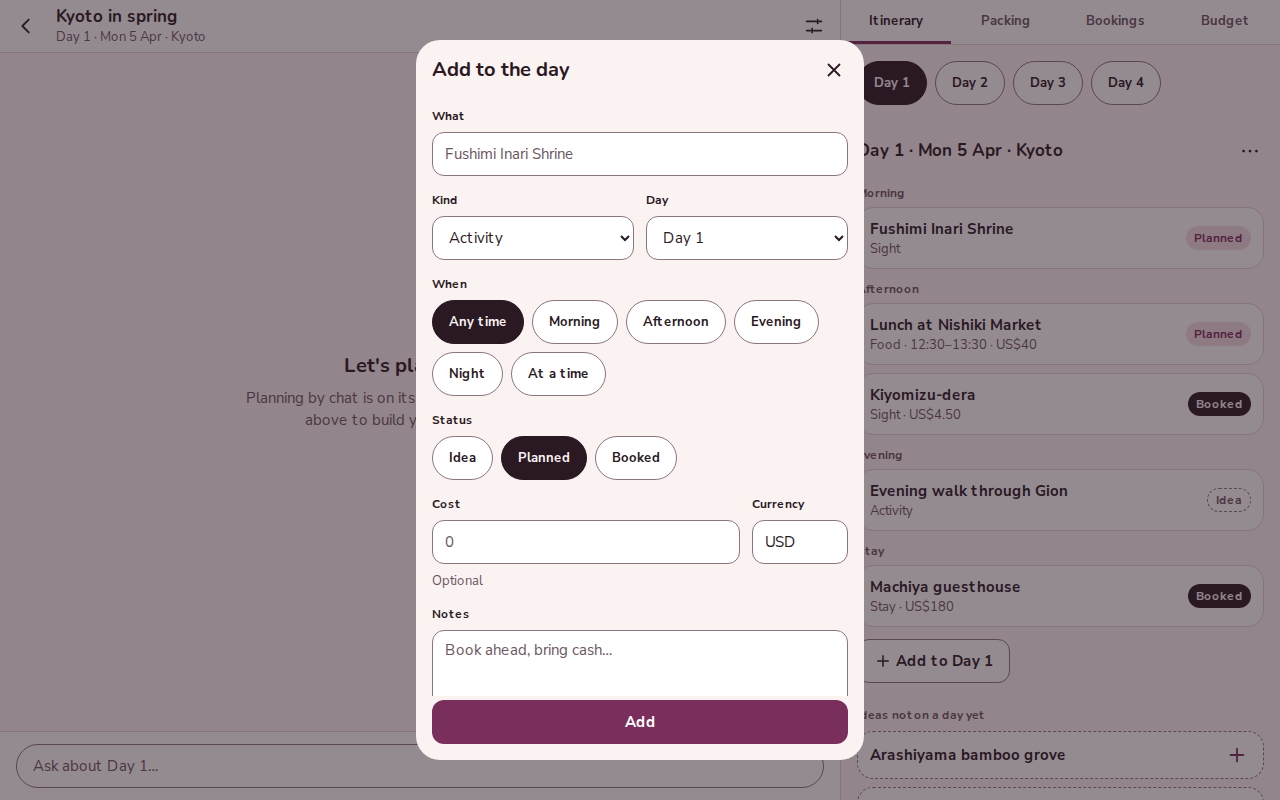 Kyoto in spring
Day 1 · Mon 5 Apr · Kyoto
Itinerary
Packing
Bookings
Budget
Day 1
Day 2
Day 3
Day 4
Day 1 · Mon 5 Apr · Kyoto
Morning
Fushimi Inari Shrine
Sight
Planned
Afternoon
Lunch at Nishiki Market
Food · 12:30–13:30 · US$40
Planned
Kiyomizu-dera
Sight · US$4.50
Booked
Evening
Evening walk through Gion
Activity
Idea
Stay
Machiya guesthouse
Stay · US$180
Booked
+ Add to Day 1
Ideas not on a day yet
Arashiyama bamboo grove
Let's
Planning by chat is on its
above to build
Ask about Day 1...
Add to the day
What
Fushimi Inari Shrine
Kind
Day
Activity
Day 1
When
Any time
Morning
Afternoon
Evening
Night
At a time
Status
Idea
Planned
Booked
Cost
Currency
0
USD
Optional
Notes
Book ahead, bring cash...
Add